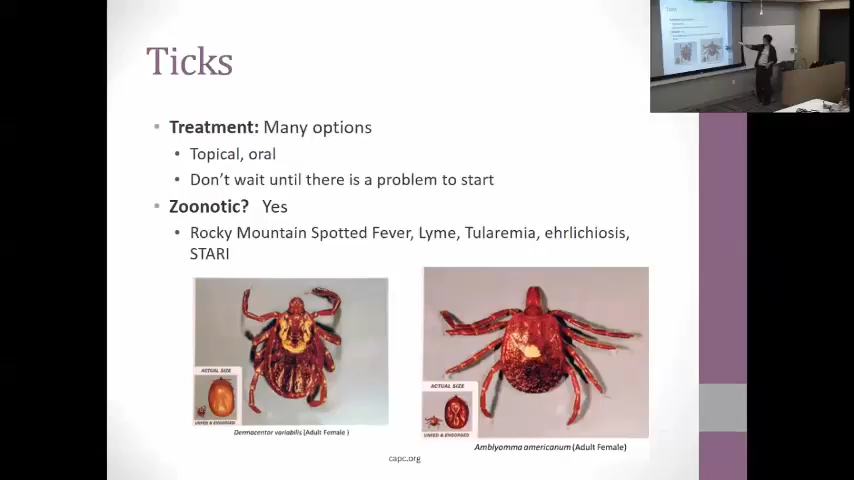 Ticks
• Treatment: Many options
• Topical, oral
• Don't wait until there is a problem to start
• Zoonotic? Yes
• Rocky Mountain Spotted Fever, Lyme, Tularemia, ehrlichiosis,
STARI
ACTUAL SIZE
UNFED & ENGORGED
Dermacentor variabilis (Adult Female )
ACTUAL SIZE
UNFED & ENGORGED
Amblyomma americanum (Adult Female)
capc.org